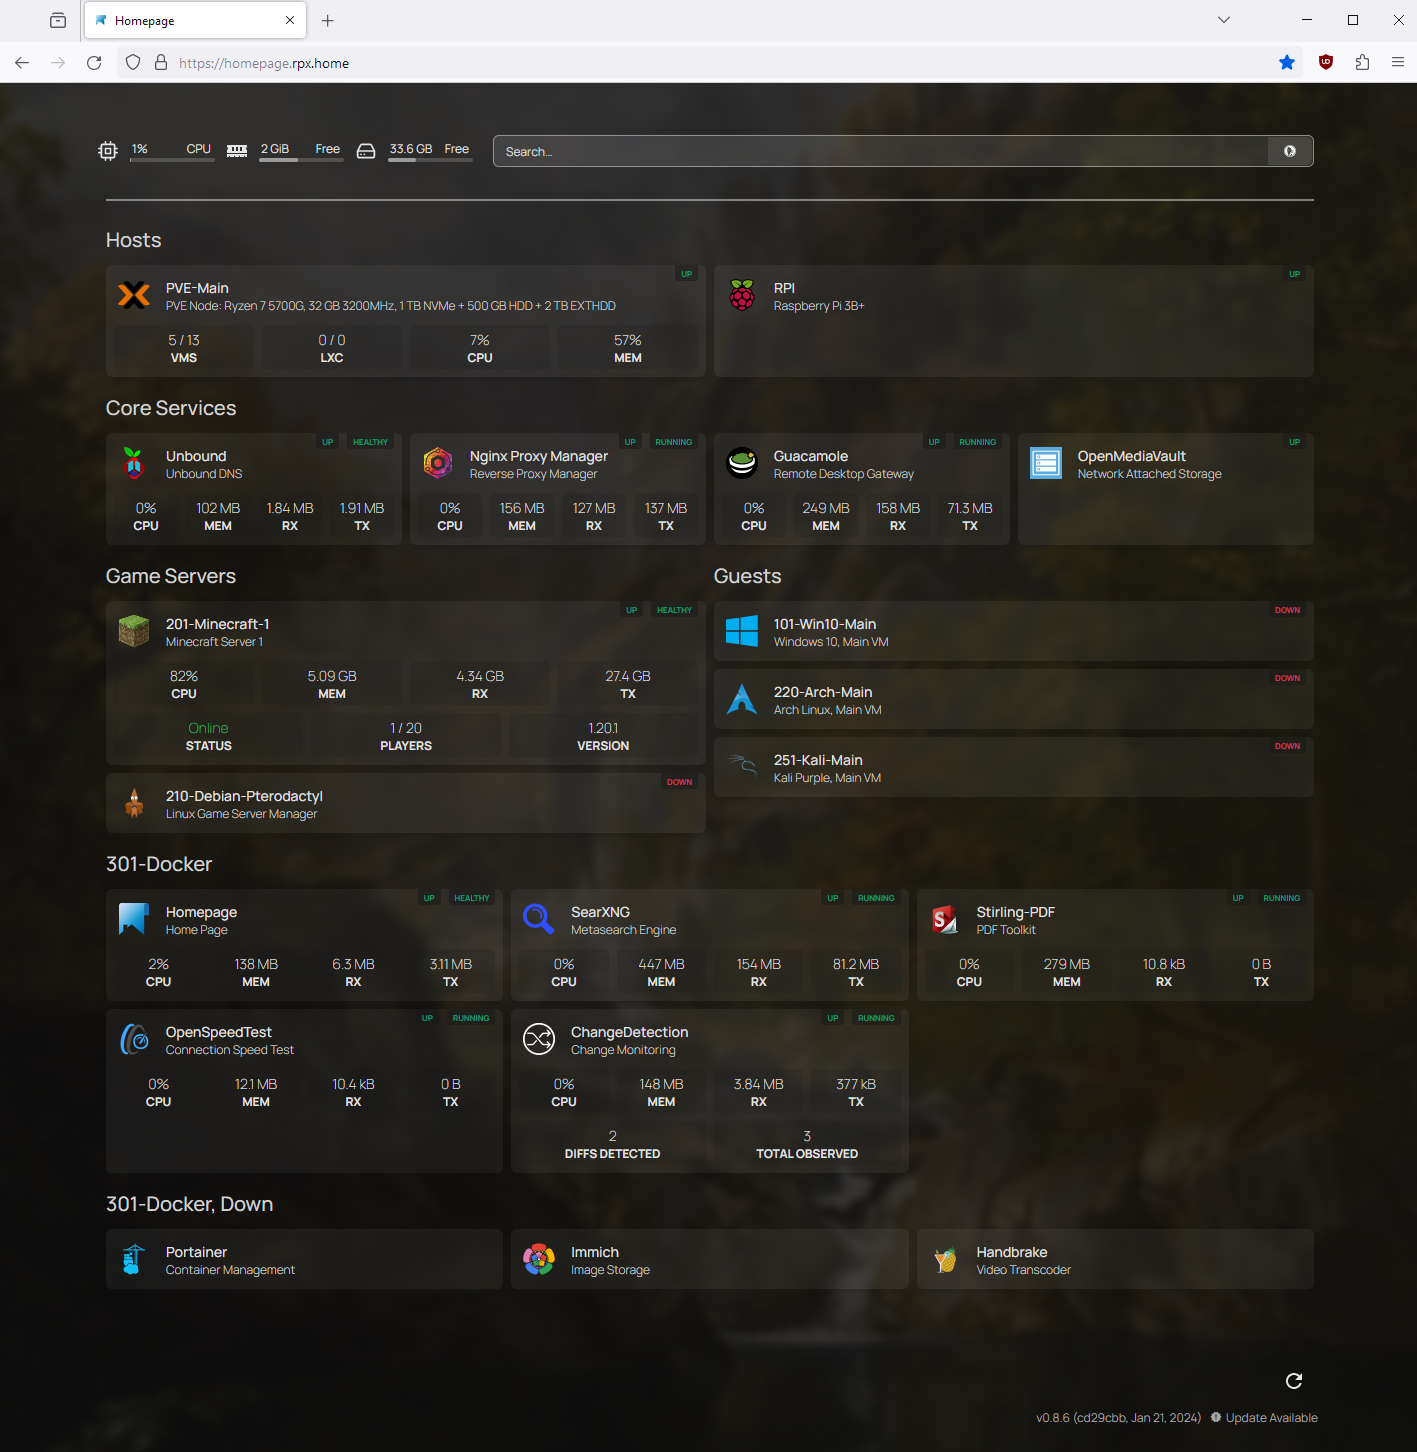 Homepage
https://homepage.rpx.home
1% CPU 2 GiB Free 33.6 GB Free Search...
Hosts
UP
PVE-Main
PVE Node: Ryzen 7 5700G, 32 GB 3200MHz, 1 TB NVMe + 500 GB HDD + 2 TB EXTHDD
5 / 13 0 / 0 7% 57%
VMS LXC CPU MEM
UP
RPI
Raspberry Pi 3B+
Core Services
UP HEALTHY
Unbound
Unbound DNS
0% 102 MB 1.84 MB 1.91 MB
CPU MEM RX TX
UP RUNNING
Nginx Proxy Manager
Reverse Proxy Manager
0% 156 MB 127 MB 137 MB
CPU MEM RX TX
UP RUNNING
Guacamole
Remote Desktop Gateway
0% 249 MB 158 MB 71.3 MB
CPU MEM RX TX
UP
OpenMediaVault
Network Attached Storage
Game Servers
UP HEALTHY
201-Minecraft-1
Minecraft Server 1
82% 5.09 GB 4.34 GB 27.4 GB
CPU MEM RX TX
Online 1 / 20 1.20.1
STATUS PLAYERS VERSION
DOWN
210-Debian-Pterodactyl
Linux Game Server Manager
Guests
DOWN
101-Win10-Main
Windows 10, Main VM
DOWN
220-Arch-Main
Arch Linux, Main VM
DOWN
251-Kali-Main
Kali Purple, Main VM
301-Docker
UP HEALTHY
Homepage
Home Page
2% 138 MB 6.3 MB 3.11 MB
CPU MEM RX TX
UP RUNNING
SearXNG
Metasearch Engine
0% 447 MB 154 MB 81.2 MB
CPU MEM RX TX
UP RUNNING
Stirling-PDF
PDF Toolkit
0% 279 MB 10.8 kB 0 B
CPU MEM RX TX
UP RUNNING
OpenSpeedTest
Connection Speed Test
0% 12.1 MB 10.4 kB 0 B
CPU MEM RX TX
UP RUNNING
ChangeDetection
Change Monitoring
0% 148 MB 3.84 MB 377 kB
CPU MEM RX TX
2 3
DIFFS DETECTED TOTAL OBSERVED
301-Docker, Down
Portainer
Container Management
Immich
Image Storage
Handbrake
Video Transcoder
v0.8.6 (cd29cbb, Jan 21, 2024) Update Available